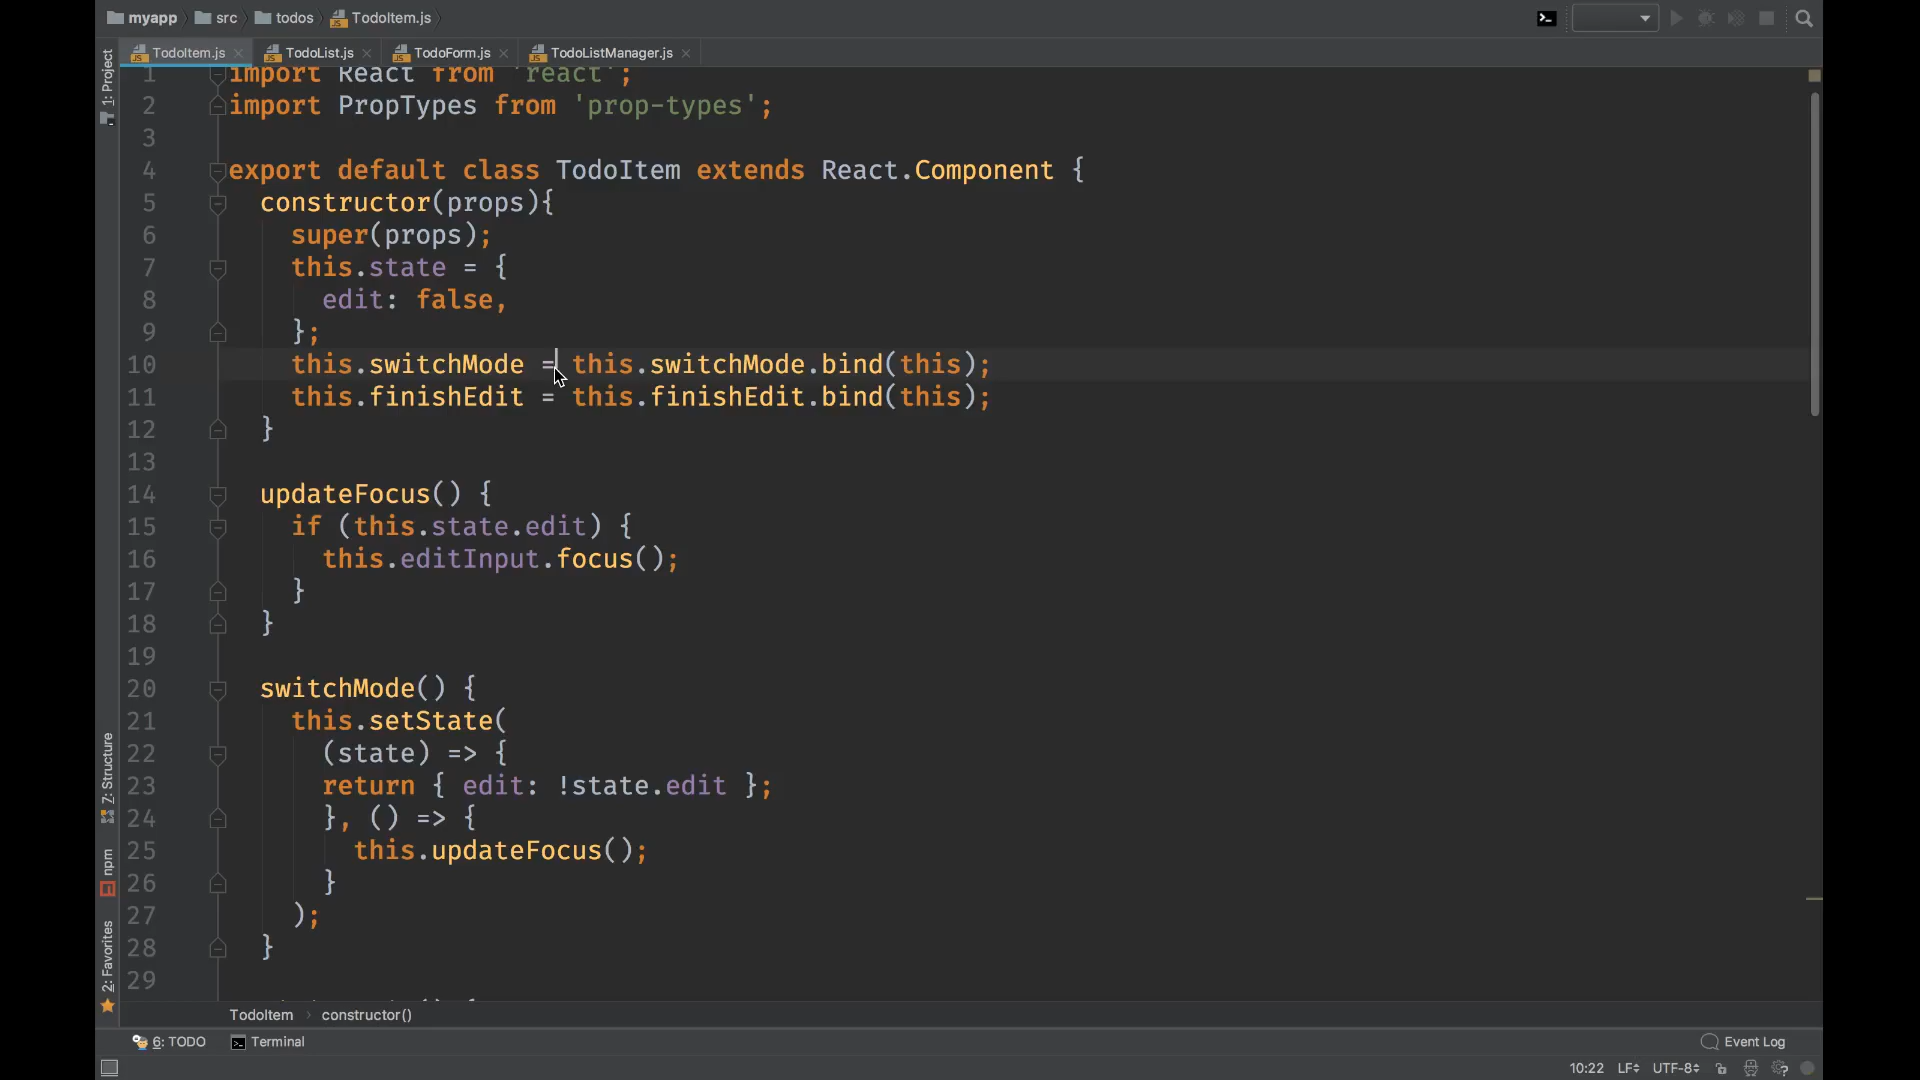 myapp src todos TodoItem.js
TodoItem.js TodoList.js TodoForm.js TodoListManager.js
1: Project
1 import React from 'react';
2 import PropTypes from 'prop-types';
3
4 export default class TodoItem extends React.Component {
5 constructor(props){
6 super(props);
7 this.state = {
8 edit: false,
9 };
10 this.switchMode = this.switchMode.bind(this);
11 this.finishEdit = this.finishEdit.bind(this);
12 }
13
14 updateFocus() {
15 if (this.state.edit) {
16 this.editInput.focus();
17 }
18 }
19
20 switchMode() {
21 this.setState(
22 (state) => {
23 return { edit: !state.edit };
24 }, () => {
25 this.updateFocus();
26 }
27 );
28 }
29
7: Structure
npm
2: Favorites
TodoItem constructor()
6: TODO Terminal Event Log
10:22 LF UTF-8